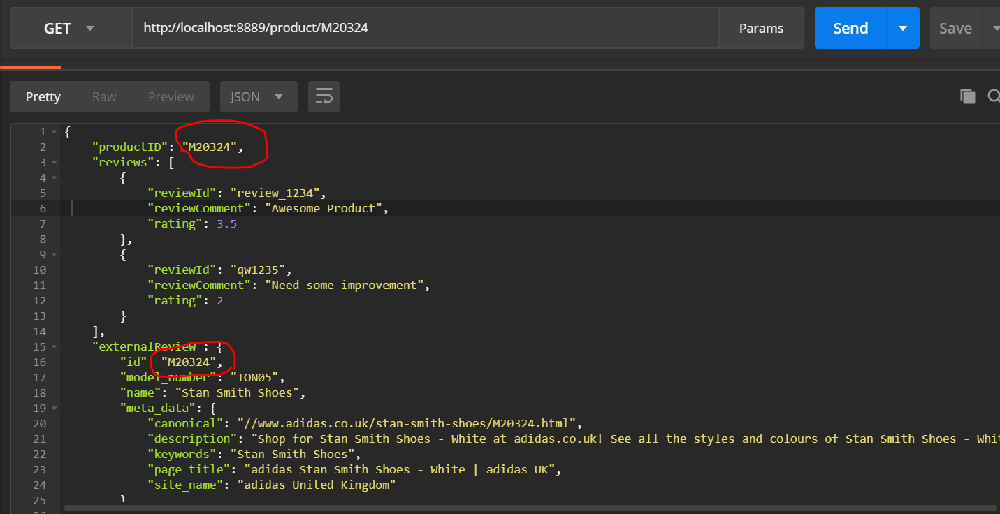 GET http://localhost:8889/product/M20324 Params Send Save
Pretty Raw Preview JSON
1 {
2 "productID": "M20324",
3 "reviews": [
4 {
5 "reviewId": "review_1234",
6 "reviewComment": "Awesome Product",
7 "rating": 3.5
8 },
9 {
10 "reviewId": "qw1235",
11 "reviewComment": "Need some improvement",
12 "rating": 2
13 }
14 ],
15 "externalReview": {
16 "id": "M20324",
17 "model_number": "ION05",
18 "name": "Stan Smith Shoes",
19 "meta_data": {
20 "canonical": "//www.adidas.co.uk/stan-smith-shoes/M20324.html",
21 "description": "Shop for Stan Smith Shoes - White at adidas.co.uk! See all the styles and colours of Stan Smith Shoes - Whi
22 "keywords": "Stan Smith Shoes",
23 "page_title": "adidas Stan Smith Shoes - White | adidas UK",
24 "site_name": "adidas United Kingdom"
25 }